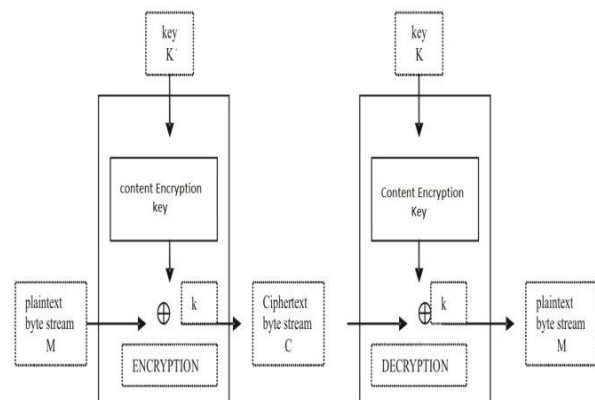 key
K
key
K
content Encryption
key
Content Encryption
Key
plaintext
byte stream
M
k
Ciphertext
byte stream
C
k
plaintext
byte stream
M
ENCRYPTION
DECRYPTION